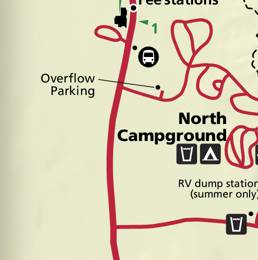 Fee stations
1
Overflow
Parking
North
Campground
RV dump station
(summer only)